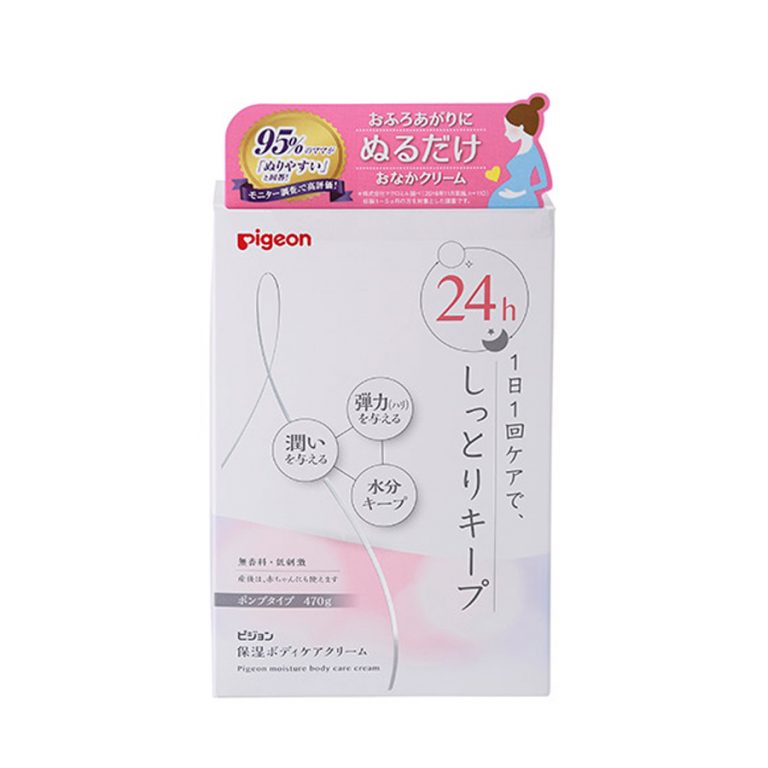 95%のママが
「ぬりやすい」
と回答!
モニター調査で高評価!
おふろあがりに
ぬるだけ
おなかクリーム
Pigeon
24h
1日1回ケアで、
しっとりキープ
弾力(ハリ)
を与える
潤い
を与える
水分
キープ
無香料・低刺激
産後は、赤ちゃんにも使えます
ポンプタイプ 470g
ピジョン
保湿ボディケアクリーム
Pigeon moisture body care cream